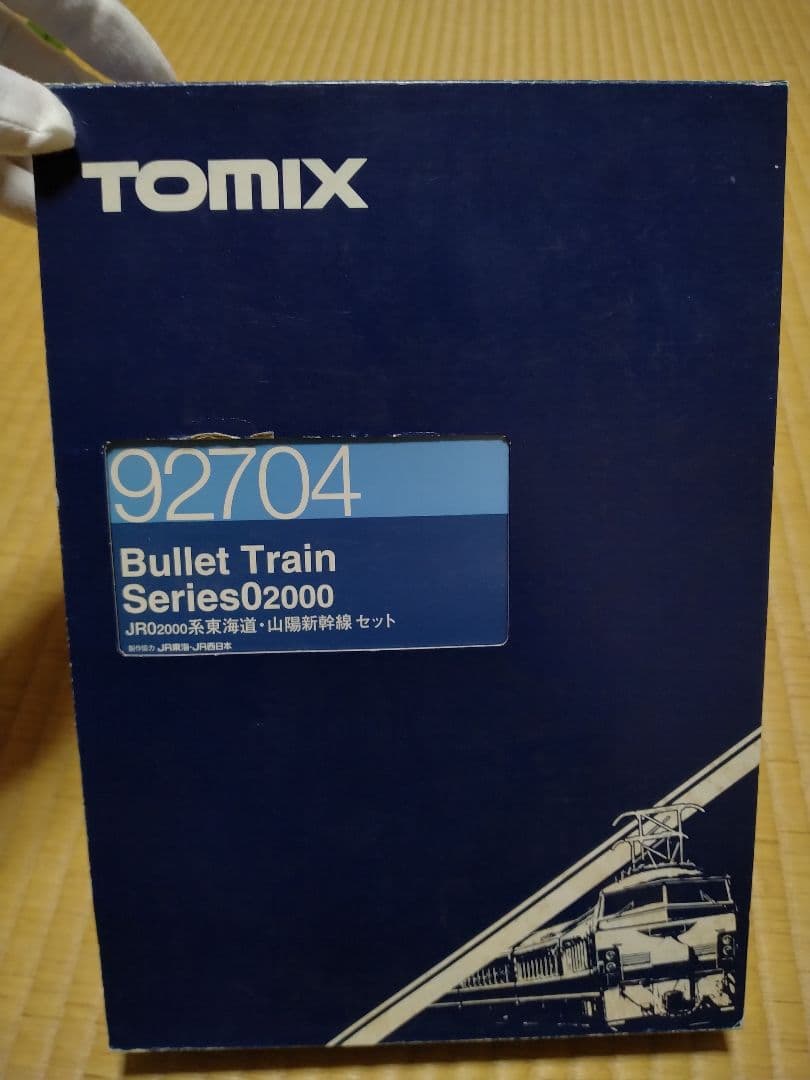 TOMIX
92704
Bullet Train
Series02000
JR02000系東海道・山陽新幹線 セット
製作協力 JR東海・JR西日本